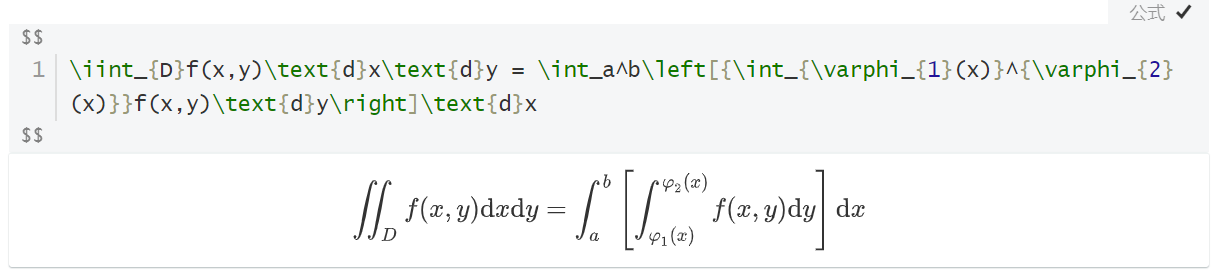 公式 ✔
$$
1 \iint_{D}f(x,y)\text{d}x\text{d}y = \int_a^b\left[{\int_{\varphi_{1}(x)}^{\varphi_{2}
(x)}}f(x,y)\text{d}y\right]\text{d}x
$$
∬_D f(x, y)dxdy = ∫_a^b [∫_{φ₁(x)}^{φ₂(x)} f(x, y)dy] dx